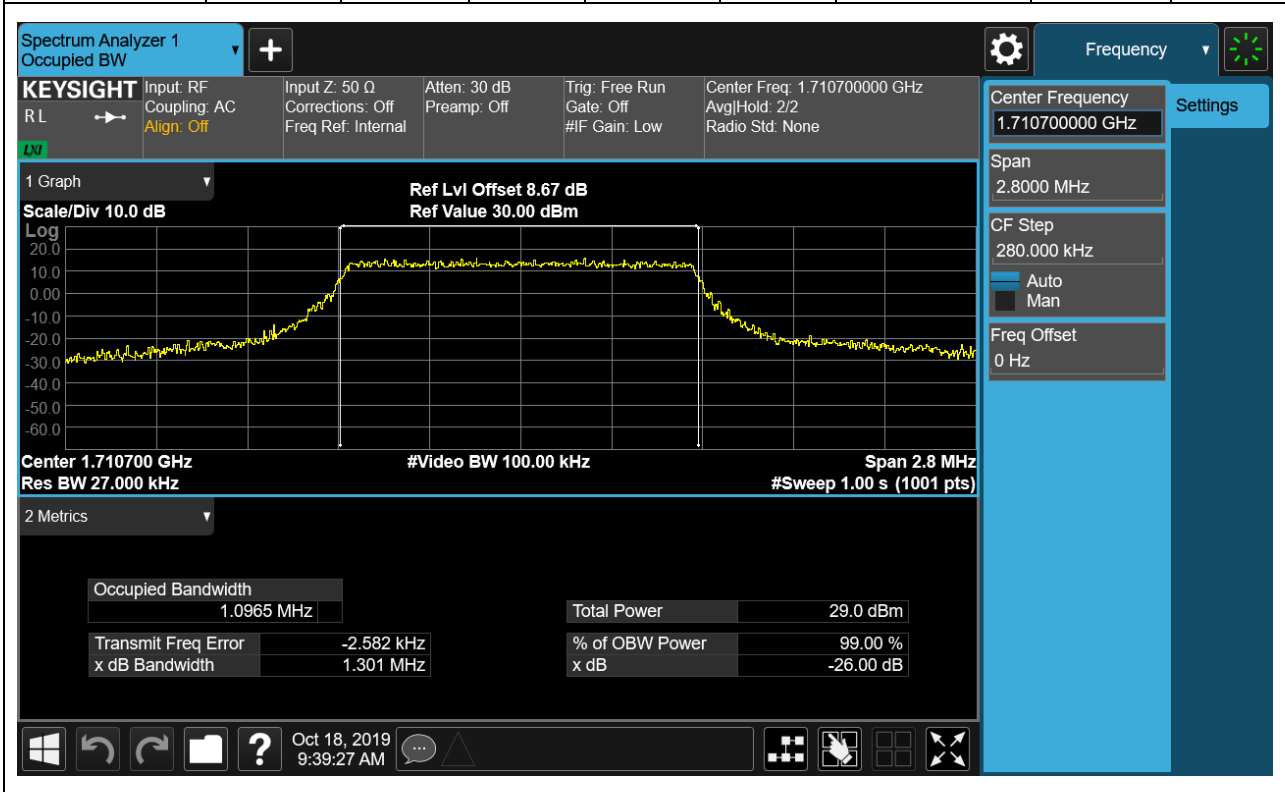 Spectrum Analyzer 1
Occupied BW
Frequency
KEYSIGHT
R L
LXI
Input: RF
Coupling: AC
Align: Off
Input Z: 50 Ω
Corrections: Off
Freq Ref: Internal
Atten: 30 dB
Preamp: Off
Trig: Free Run
Gate: Off
#IF Gain: Low
Center Freq: 1.710700000 GHz
Avg|Hold: 2/2
Radio Std: None
Center Frequency
1.710700000 GHz
Settings
Span
2.8000 MHz
CF Step
280.000 kHz
Auto
Man
Freq Offset
0 Hz
1 Graph
Ref Lvl Offset 8.67 dB
Scale/Div 10.0 dB
Ref Value 30.00 dBm
Log
20.0
10.0
0.00
-10.0
-20.0
-30.0
-40.0
-50.0
-60.0
Center 1.710700 GHz
#Video BW 100.00 kHz
Span 2.8 MHz
Res BW 27.000 kHz
#Sweep 1.00 s (1001 pts)
2 Metrics
Occupied Bandwidth
1.0965 MHz
Total Power 29.0 dBm
Transmit Freq Error -2.582 kHz
% of OBW Power 99.00 %
x dB Bandwidth 1.301 MHz
x dB -26.00 dB
?
Oct 18, 2019
9:39:27 AM